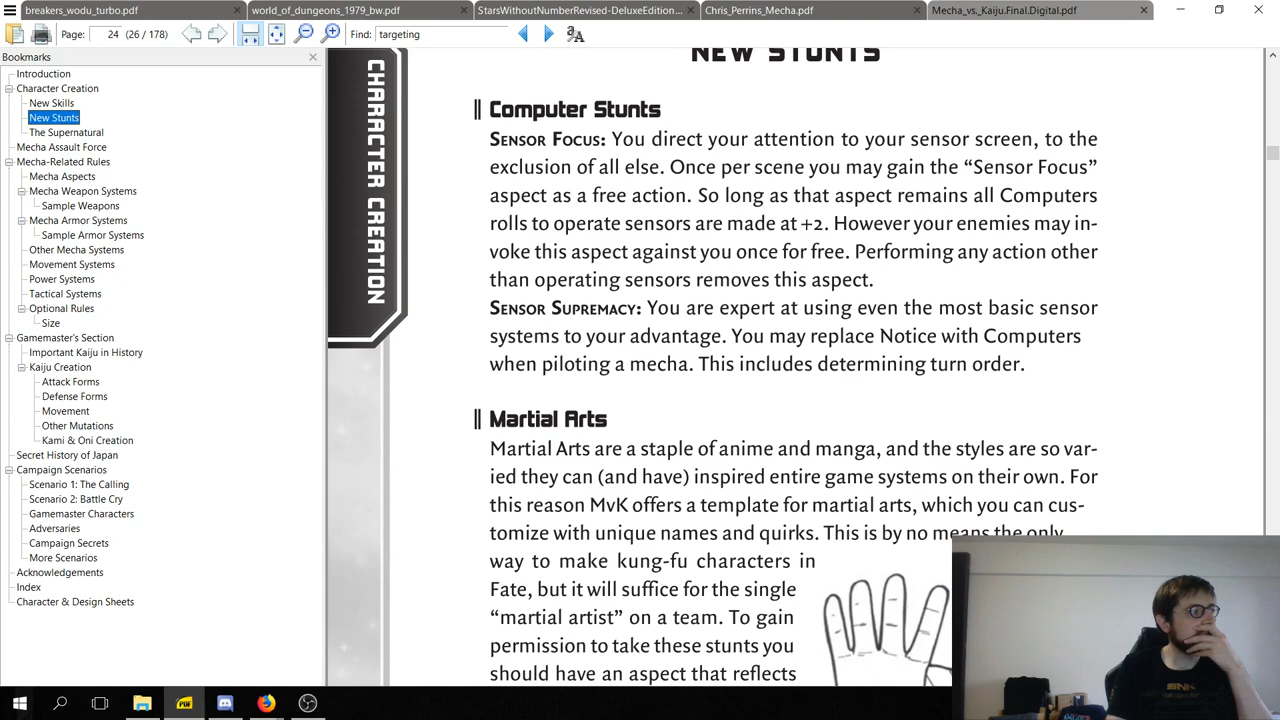 breakers_wodu_turbo.pdf
world_of_dungeons_1979_bw.pdf
StarsWithoutNumberRevised-DeluxeEdition...
Chris_Perrins_Mecha.pdf
Mecha_vs._Kaiju.Final.Digital.pdf
Page: 24 (26 / 178)
Find: targeting
Bookmarks
Introduction
Character Creation
New Skills
New Stunts
The Supernatural
Mecha Assault Force
Mecha-Related Rules
Mecha Aspects
Mecha Weapon Systems
Sample Weapons
Mecha Armor Systems
Sample Armor Systems
Other Mecha Systems
Movement Systems
Power Systems
Tactical Systems
Optional Rules
Size
Gamemaster's Section
Important Kaiju in History
Kaiju Creation
Attack Forms
Defense Forms
Movement
Other Mutations
Kami & Oni Creation
Secret History of Japan
Campaign Scenarios
Scenario 1: The Calling
Scenario 2: Battle Cry
Gamemaster Characters
Adversaries
Campaign Secrets
More Scenarios
Acknowledgements
Index
Character & Design Sheets
CHARACTER CREATION
NEW STUNTS
Computer Stunts
SENSOR FOCUS: You direct your attention to your sensor screen, to the
exclusion of all else. Once per scene you may gain the “Sensor Focus”
aspect as a free action. So long as that aspect remains all Computers
rolls to operate sensors are made at +2. However your enemies may in-
voke this aspect against you once for free. Performing any action other
than operating sensors removes this aspect.
SENSOR SUPREMACY: You are expert at using even the most basic sensor
systems to your advantage. You may replace Notice with Computers
when piloting a mecha. This includes determining turn order.
Martial Arts
Martial Arts are a staple of anime and manga, and the styles are so var-
ied they can (and have) inspired entire game systems on their own. For
this reason MvK offers a template for martial arts, which you can cus-
tomize with unique names and quirks. This is by no means the only
way to make kung-fu characters in
Fate, but it will suffice for the single
“martial artist” on a team. To gain
permission to take these stunts you
should have an aspect that reflects
SNK